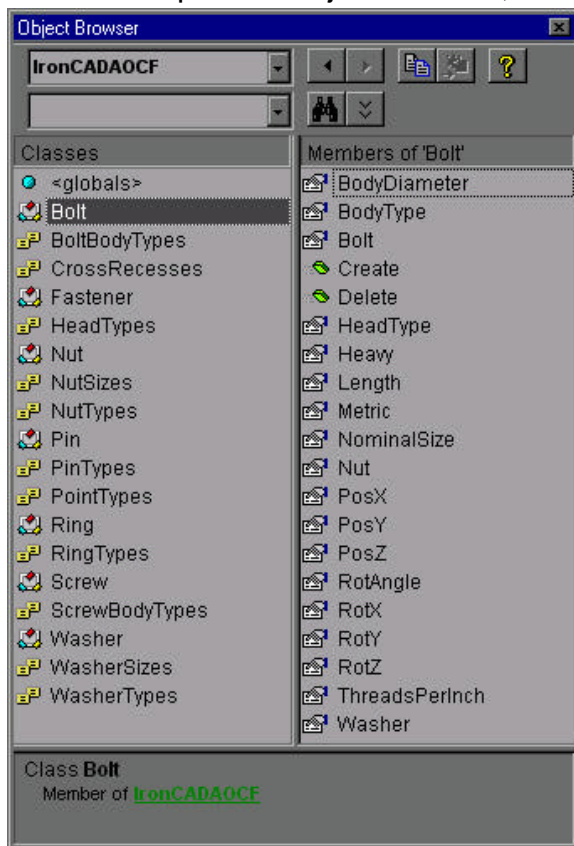 Object Browser
IronCADAOCF
Classes
<globals>
Bolt
BoltBodyTypes
CrossRecesses
Fastener
HeadTypes
Nut
NutSizes
NutTypes
Pin
PinTypes
PointTypes
Ring
RingTypes
Screw
ScrewBodyTypes
Washer
WasherSizes
WasherTypes
Members of 'Bolt'
BodyDiameter
BodyType
Bolt
Create
Delete
HeadType
Heavy
Length
Metric
NominalSize
Nut
PosX
PosY
PosZ
RotAngle
RotX
RotY
RotZ
ThreadsPerInch
Washer
Class Bolt
Member of IronCADAOCF